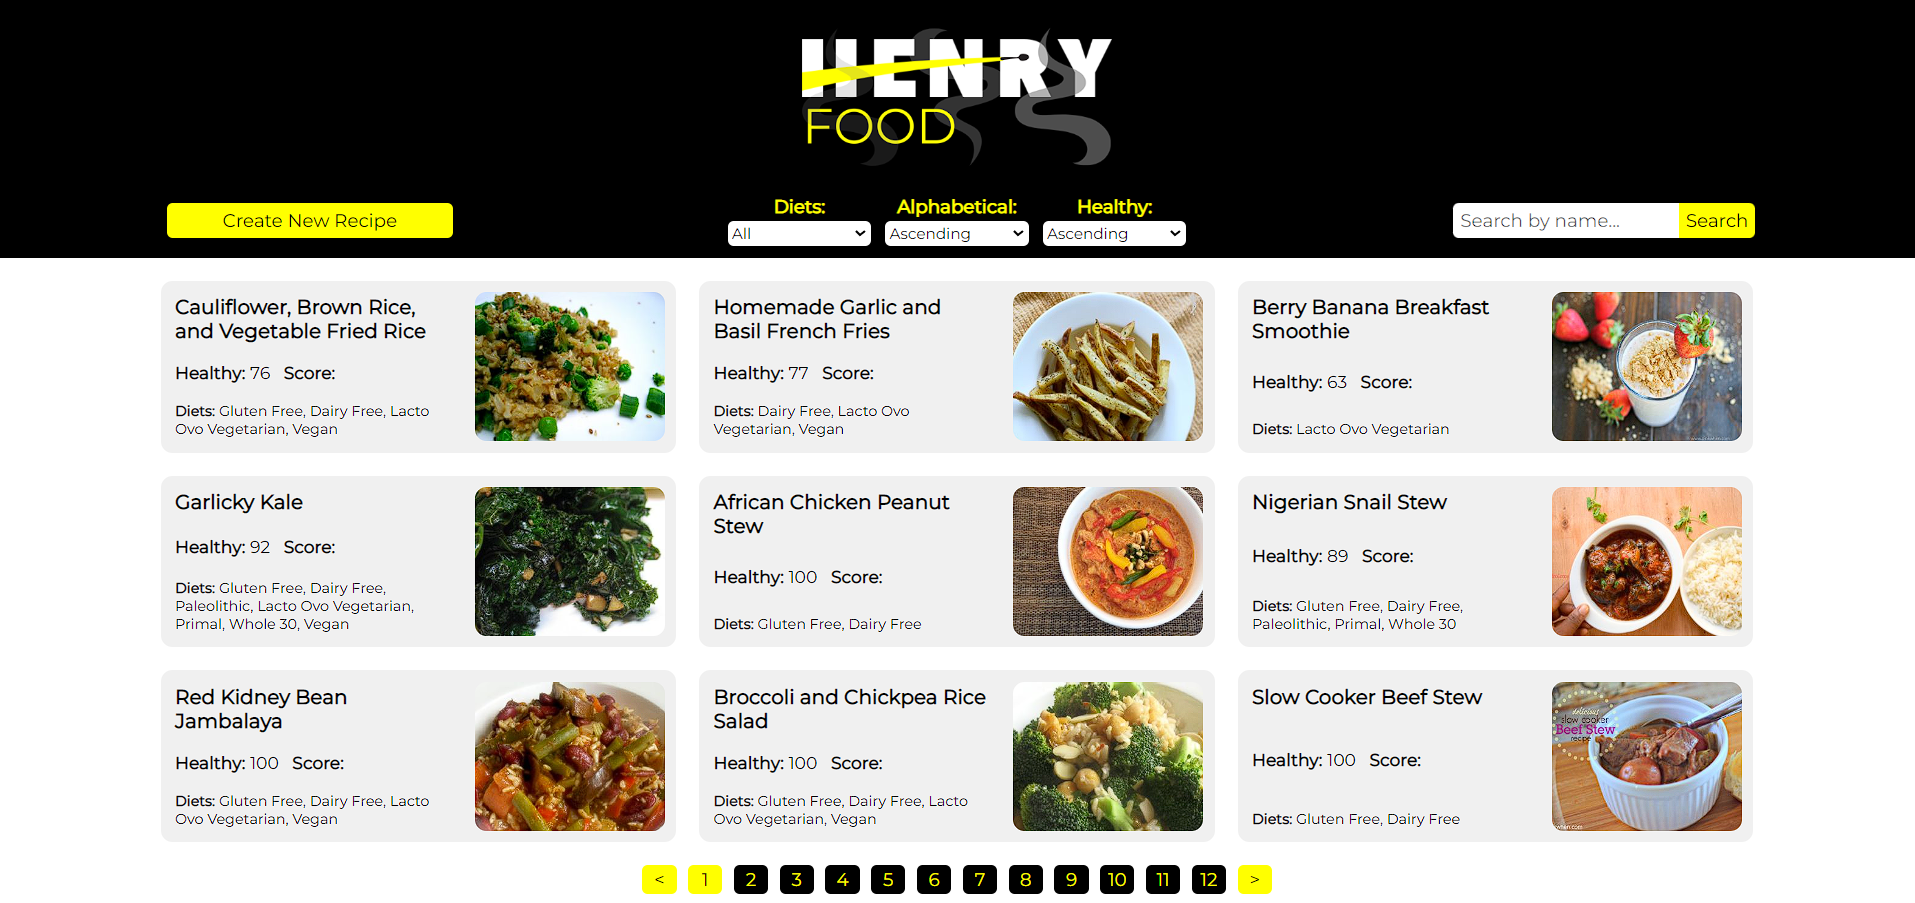 HENRY
FOOD
Create New Recipe
Diets:
All
Alphabetical:
Ascending
Healthy:
Ascending
Search by name...
Search
Cauliflower, Brown Rice,
and Vegetable Fried Rice
Healthy: 76 Score:
Diets: Gluten Free, Dairy Free, Lacto
Ovo Vegetarian, Vegan
Homemade Garlic and
Basil French Fries
Healthy: 77 Score:
Diets: Dairy Free, Lacto Ovo
Vegetarian, Vegan
Berry Banana Breakfast
Smoothie
Healthy: 63 Score:
Diets: Lacto Ovo Vegetarian
Garlicky Kale
Healthy: 92 Score:
Diets: Gluten Free, Dairy Free,
Paleolithic, Lacto Ovo Vegetarian,
Primal, Whole 30, Vegan
African Chicken Peanut
Stew
Healthy: 100 Score:
Diets: Gluten Free, Dairy Free
Nigerian Snail Stew
Healthy: 89 Score:
Diets: Gluten Free, Dairy Free,
Paleolithic, Primal, Whole 30
Red Kidney Bean
Jambalaya
Healthy: 100 Score:
Diets: Gluten Free, Dairy Free, Lacto
Ovo Vegetarian, Vegan
Broccoli and Chickpea Rice
Salad
Healthy: 100 Score:
Diets: Gluten Free, Dairy Free, Lacto
Ovo Vegetarian, Vegan
Slow Cooker Beef Stew
Healthy: 100 Score:
Diets: Gluten Free, Dairy Free
delicious
slow cooker
Beef Stew
recipe
< 1 2 3 4 5 6 7 8 9 10 11 12 >